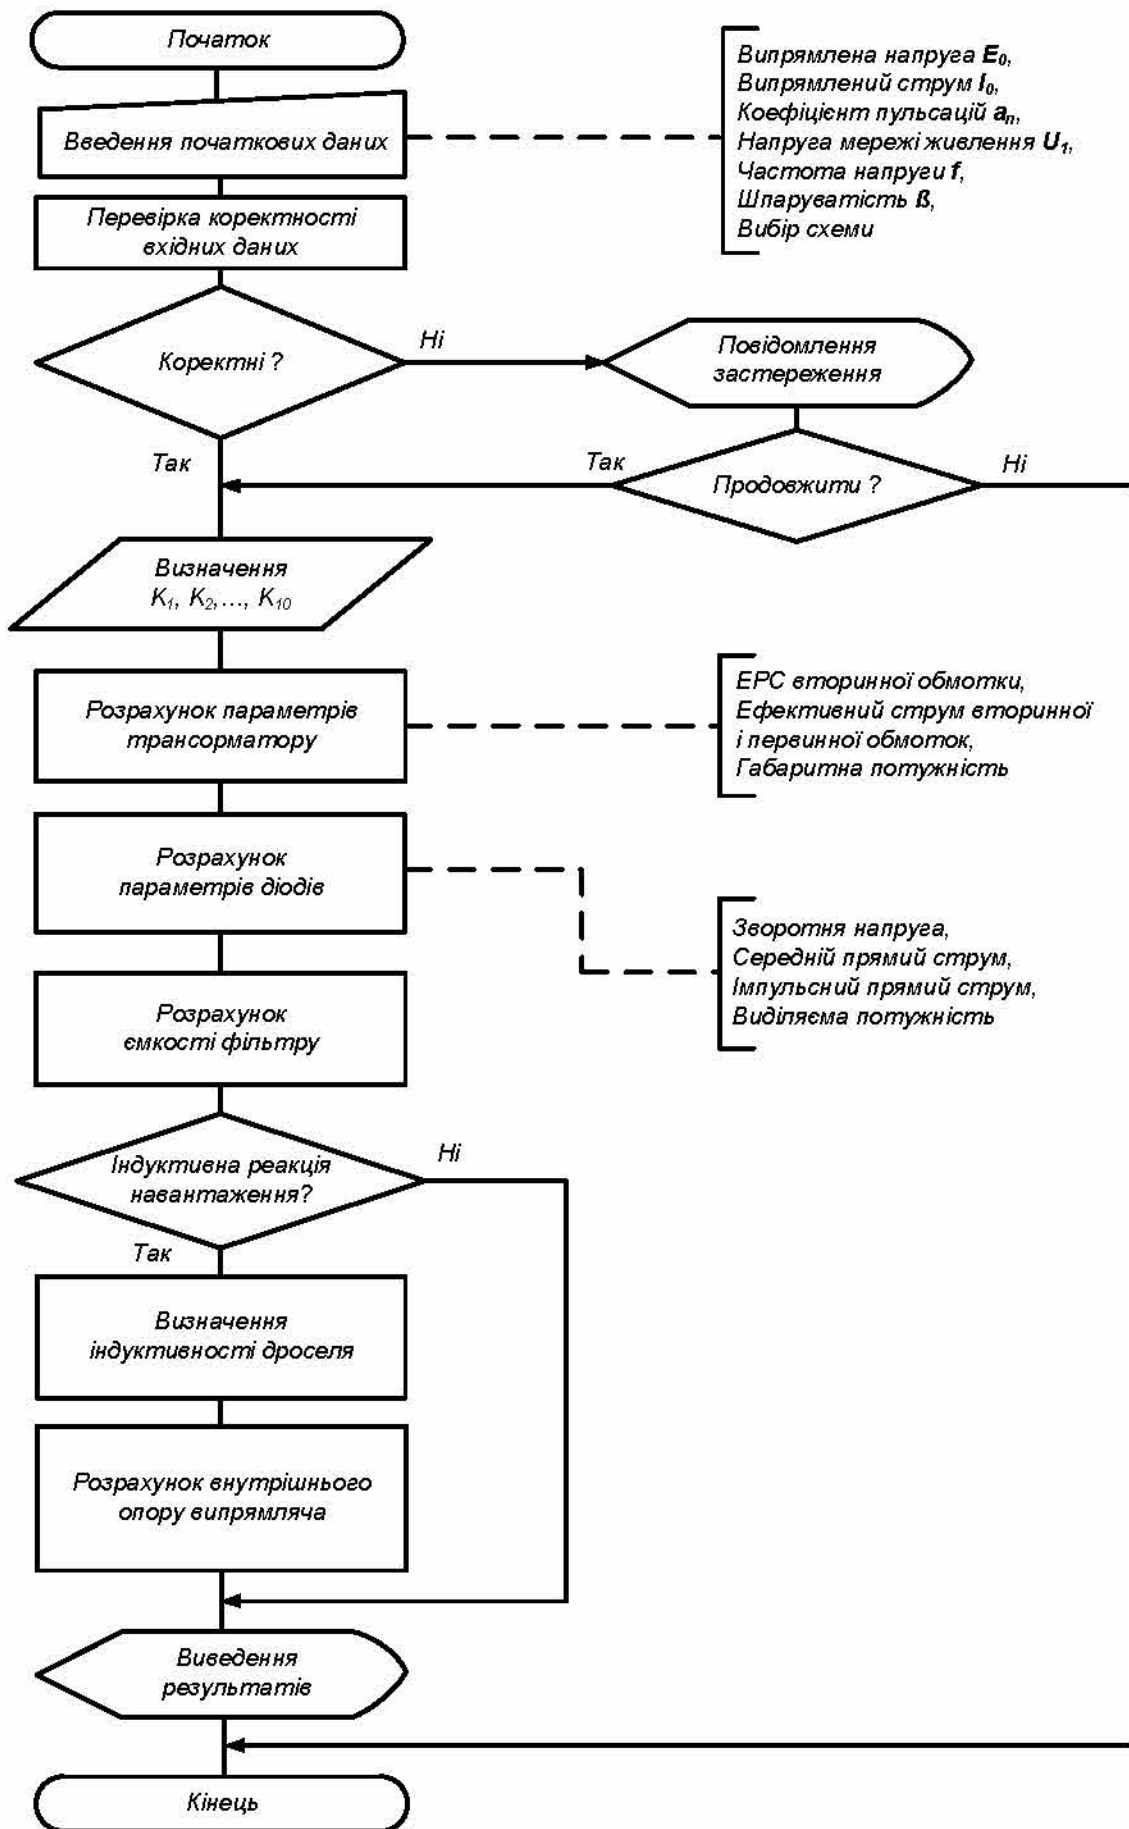 Початок
Введення початкових даних
Випрямлена напруга E₀,
Випрямлений струм I₀,
Коефіцієнт пульсацій aₙ,
Напруга мережі живлення U₁,
Частота напруги f,
Шпаруватість ß,
Вибір схеми
Перевірка коректності
вхідних даних
Коректні ?
Ні
Повідомлення
застереження
Так
Так
Продовжити ?
Ні
Визначення
K₁, K₂,..., K₁₀
Розрахунок параметрів
трансорматору
ЕРС вторинної обмотки,
Ефективний струм вторинної
і первинної обмоток,
Габаритна потужність
Розрахунок
параметрів діодів
Зворотня напруга,
Середній прямий струм,
Імпульсний прямий струм,
Виділяєма потужність
Розрахунок
ємкості фільтру
Індуктивна реакція
навантаження?
Ні
Так
Визначення
індуктивності дроселя
Розрахунок внутрішнього
опору випрямляча
Виведення
результатів
Кінець